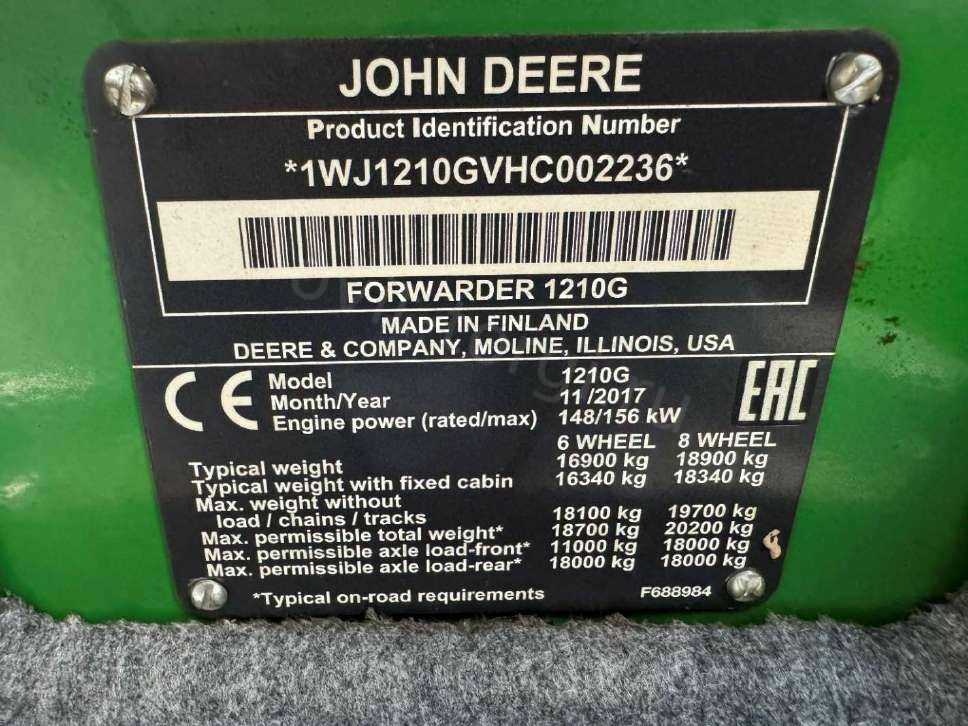 JOHN DEERE
Product Identification Number
*1WJ1210GVHC002236*
FORWARDER 1210G
MADE IN FINLAND
DEERE & COMPANY, MOLINE, ILLINOIS, USA
CE
EAC
Model 1210G
Month/Year 11/2017
Engine power (rated/max) 148/156 kW
6 WHEEL 8 WHEEL
Typical weight 16900 kg 18900 kg
Typical weight with fixed cabin 16340 kg 18340 kg
Max. weight without
load / chains / tracks 18100 kg 19700 kg
Max. permissible total weight* 18700 kg 20200 kg
Max. permissible axle load-front* 11000 kg 18000 kg
Max. permissible axle load-rear* 18000 kg 18000 kg
*Typical on-road requirements F688984